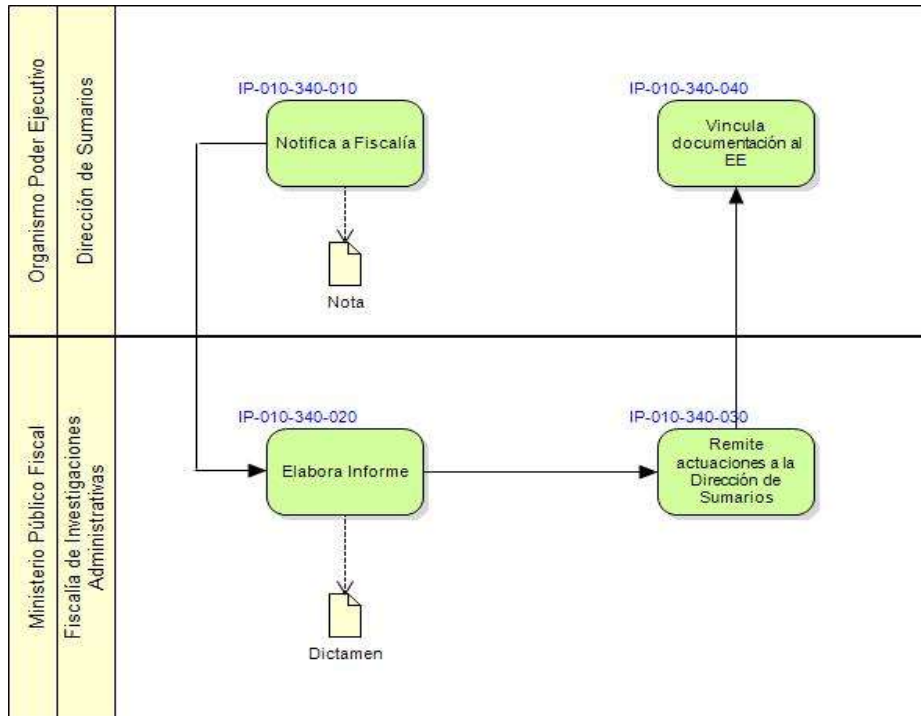 Organismo Poder Ejecutivo
Dirección de Sumarios
IP-010-340-010
Notifica a Fiscalía
Nota
IP-010-340-040
Vincula
documentación al
EE
Ministerio Público Fiscal
Fiscalía de Investigaciones
Administrativas
IP-010-340-020
Elabora Informe
Dictamen
IP-010-340-030
Remite
actuaciones a la
Dirección de
Sumarios